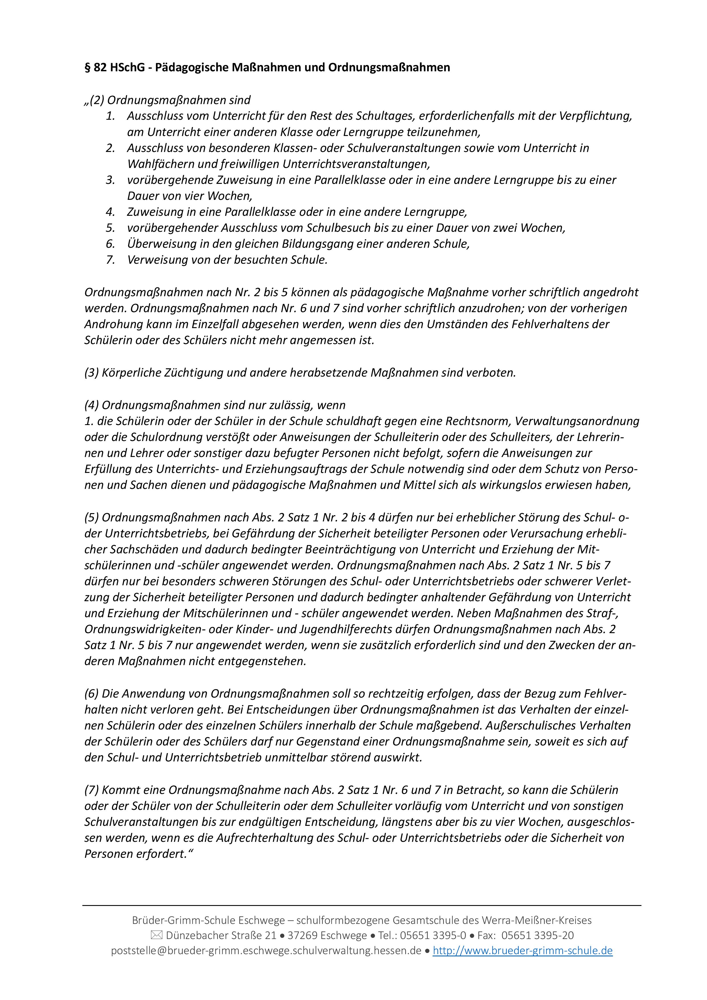 § 82 HSchG - Pädagogische Maßnahmen und Ordnungsmaßnahmen
„(2) Ordnungsmaßnahmen sind
1. Ausschluss vom Unterricht für den Rest des Schultages, erforderlichenfalls mit der Verpflichtung,
am Unterricht einer anderen Klasse oder Lerngruppe teilzunehmen,
2. Ausschluss von besonderen Klassen- oder Schulveranstaltungen sowie vom Unterricht in
Wahlfächern und freiwilligen Unterrichtsveranstaltungen,
3. vorübergehende Zuweisung in eine Parallelklasse oder in eine andere Lerngruppe bis zu einer
Dauer von vier Wochen,
4. Zuweisung in eine Parallelklasse oder in eine andere Lerngruppe,
5. vorübergehender Ausschluss vom Schulbesuch bis zu einer Dauer von zwei Wochen,
6. Überweisung in den gleichen Bildungsgang einer anderen Schule,
7. Verweisung von der besuchten Schule.
Ordnungsmaßnahmen nach Nr. 2 bis 5 können als pädagogische Maßnahme vorher schriftlich angedroht
werden. Ordnungsmaßnahmen nach Nr. 6 und 7 sind vorher schriftlich anzudrohen; von der vorherigen
Androhung kann im Einzelfall abgesehen werden, wenn dies den Umständen des Fehlverhaltens der
Schülerin oder des Schülers nicht mehr angemessen ist.
(3) Körperliche Züchtigung und andere herabsetzende Maßnahmen sind verboten.
(4) Ordnungsmaßnahmen sind nur zulässig, wenn
1. die Schülerin oder der Schüler in der Schule schuldhaft gegen eine Rechtsnorm, Verwaltungsanordnung
oder die Schulordnung verstößt oder Anweisungen der Schulleiterin oder des Schulleiters, der Lehrerin-
nen und Lehrer oder sonstiger dazu befugter Personen nicht befolgt, sofern die Anweisungen zur
Erfüllung des Unterrichts- und Erziehungsauftrags der Schule notwendig sind oder dem Schutz von Perso-
nen und Sachen dienen und pädagogische Maßnahmen und Mittel sich als wirkungslos erwiesen haben,
(5) Ordnungsmaßnahmen nach Abs. 2 Satz 1 Nr. 2 bis 4 dürfen nur bei erheblicher Störung des Schul- o-
der Unterrichtsbetriebs, bei Gefährdung der Sicherheit beteiligter Personen oder Verursachung erhebli-
cher Sachschäden und dadurch bedingter Beeinträchtigung von Unterricht und Erziehung der Mit-
schülerinnen und -schüler angewendet werden. Ordnungsmaßnahmen nach Abs. 2 Satz 1 Nr. 5 bis 7
dürfen nur bei besonders schweren Störungen des Schul- oder Unterrichtsbetriebs oder schwerer Verlet-
zung der Sicherheit beteiligter Personen und dadurch bedingter anhaltender Gefährdung von Unterricht
und Erziehung der Mitschülerinnen und - schüler angewendet werden. Neben Maßnahmen des Straf-,
Ordnungswidrigkeiten- oder Kinder- und Jugendhilferechts dürfen Ordnungsmaßnahmen nach Abs. 2
Satz 1 Nr. 5 bis 7 nur angewendet werden, wenn sie zusätzlich erforderlich sind und den Zwecken der an-
deren Maßnahmen nicht entgegenstehen.
(6) Die Anwendung von Ordnungsmaßnahmen soll so rechtzeitig erfolgen, dass der Bezug zum Fehlver-
halten nicht verloren geht. Bei Entscheidungen über Ordnungsmaßnahmen ist das Verhalten der einzel-
nen Schülerin oder des einzelnen Schülers innerhalb der Schule maßgebend. Außerschulisches Verhalten
der Schülerin oder des Schülers darf nur Gegenstand einer Ordnungsmaßnahme sein, soweit es sich auf
den Schul- und Unterrichtsbetrieb unmittelbar störend auswirkt.
(7) Kommt eine Ordnungsmaßnahme nach Abs. 2 Satz 1 Nr. 6 und 7 in Betracht, so kann die Schülerin
oder der Schüler von der Schulleiterin oder dem Schulleiter vorläufig vom Unterricht und von sonstigen
Schulveranstaltungen bis zur endgültigen Entscheidung, längstens aber bis zu vier Wochen, ausgeschlos-
sen werden, wenn es die Aufrechterhaltung des Schul- oder Unterrichtsbetriebs oder die Sicherheit von
Personen erfordert.“
Brüder-Grimm-Schule Eschwege – schulformbezogene Gesamtschule des Werra-Meißner-Kreises
🖂 Dünzebacher Straße 21 ● 37269 Eschwege ● Tel.: 05651 3395-0 ● Fax: 05651 3395-20
poststelle@brueder-grimm.eschwege.schulverwaltung.hessen.de ● http://www.brueder-grimm-schule.de